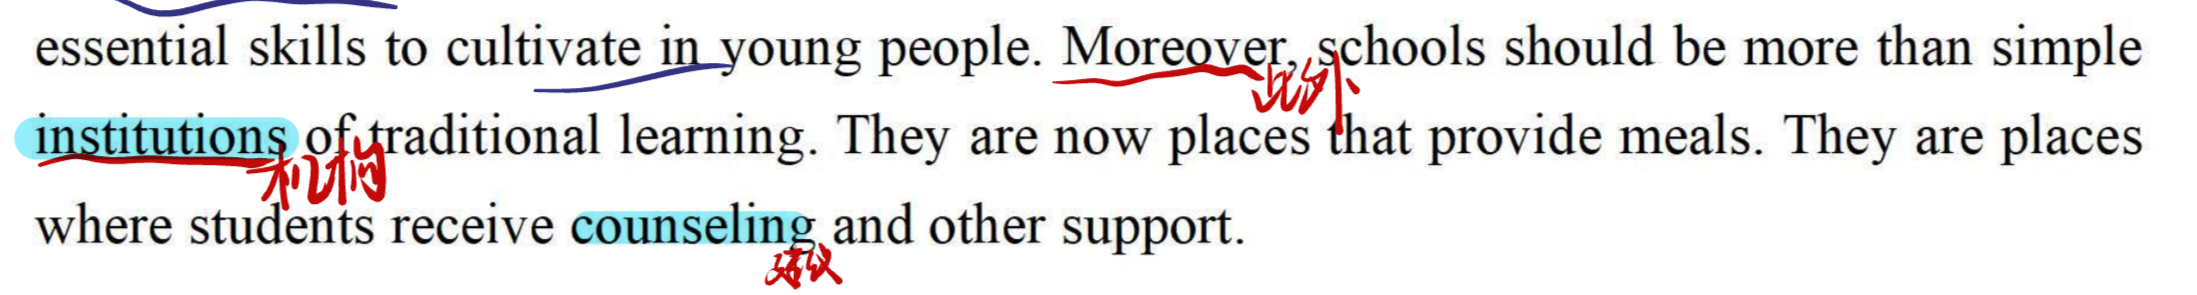 essential skills to cultivate in young people. Moreover, schools should be more than simple
此外
institutions of traditional learning. They are now places that provide meals. They are places
机构
where students receive counseling and other support.